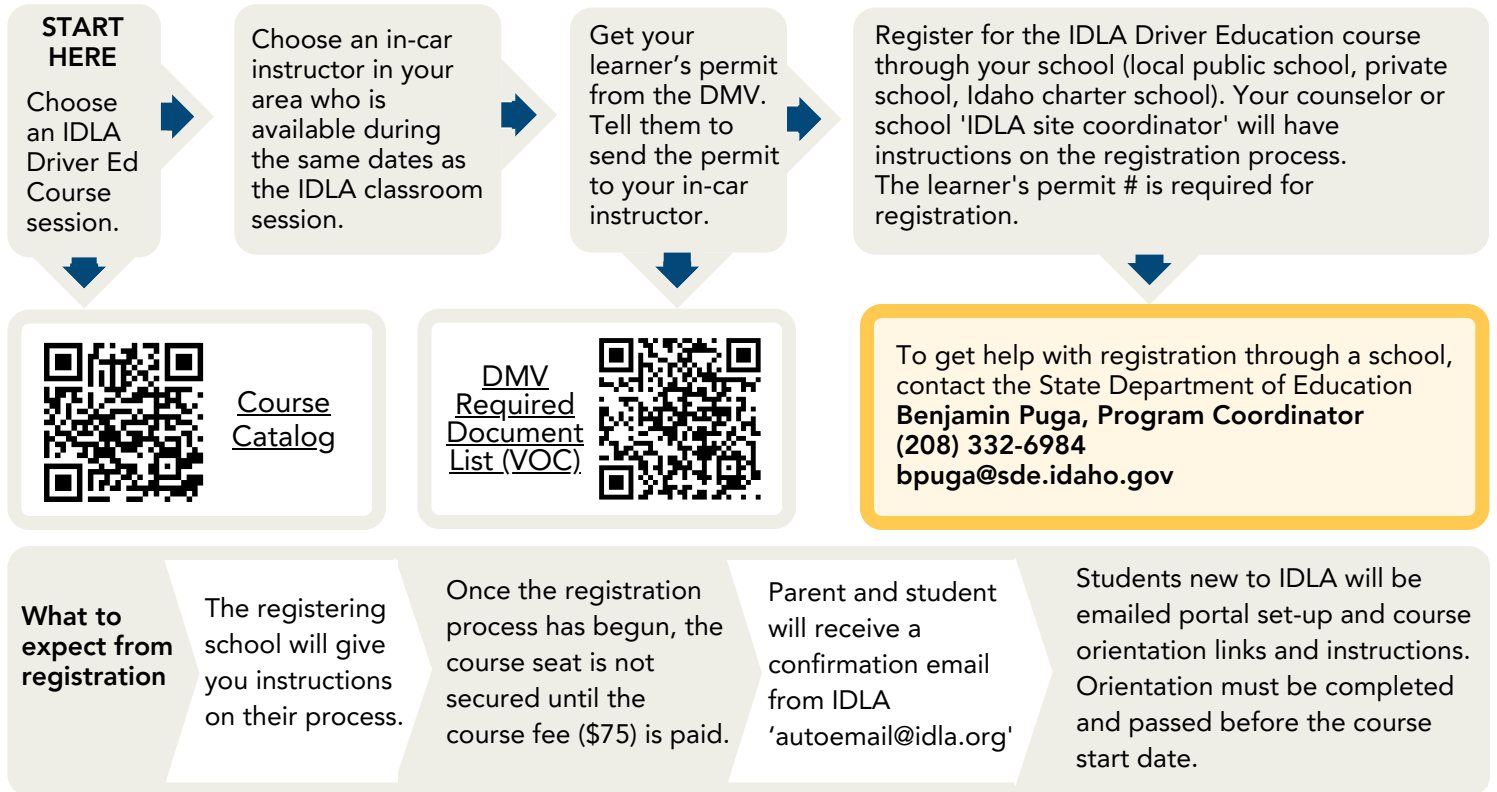 START
HERE
Choose
an IDLA
Driver Ed
Course
session.
Choose an in-car
instructor in your
area who is
available during
the same dates as
the IDLA classroom
session.
Get your
learner’s permit
from the DMV.
Tell them to
send the permit
to your in-car
instructor.
Register for the IDLA Driver Education course
through your school (local public school, private
school, Idaho charter school). Your counselor or
school 'IDLA site coordinator' will have
instructions on the registration process.
The learner's permit # is required for
registration.
Course
Catalog
DMV
Required
Document
List (VOC)
To get help with registration through a school,
contact the State Department of Education
Benjamin Puga, Program Coordinator
(208) 332-6984
bpuga@sde.idaho.gov
What to
expect from
registration
The registering
school will give
you instructions
on their process.
Once the registration
process has begun, the
course seat is not
secured until the
course fee ($75) is paid.
Parent and student
will receive a
confirmation email
from IDLA
‘autoemail@idla.org'
Students new to IDLA will be
emailed portal set-up and course
orientation links and instructions.
Orientation must be completed
and passed before the course
start date.